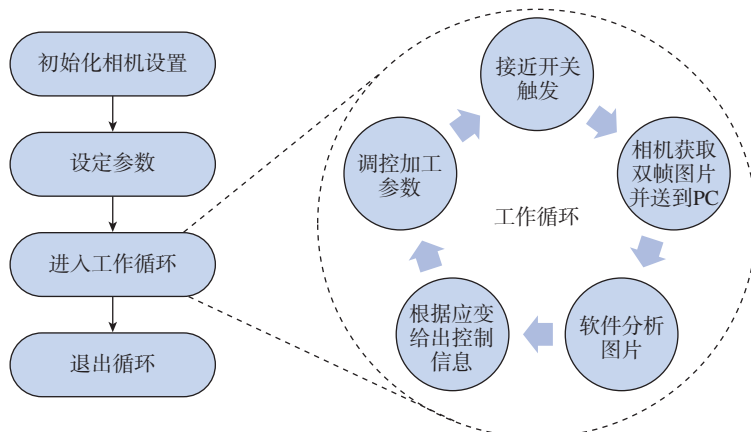 初始化相机设置
设定参数
进入工作循环
退出循环
接近开关
触发
相机获取
双帧图片
并送到PC
软件分析
图片
根据应变
给出控制
信息
调控加工
参数
工作循环